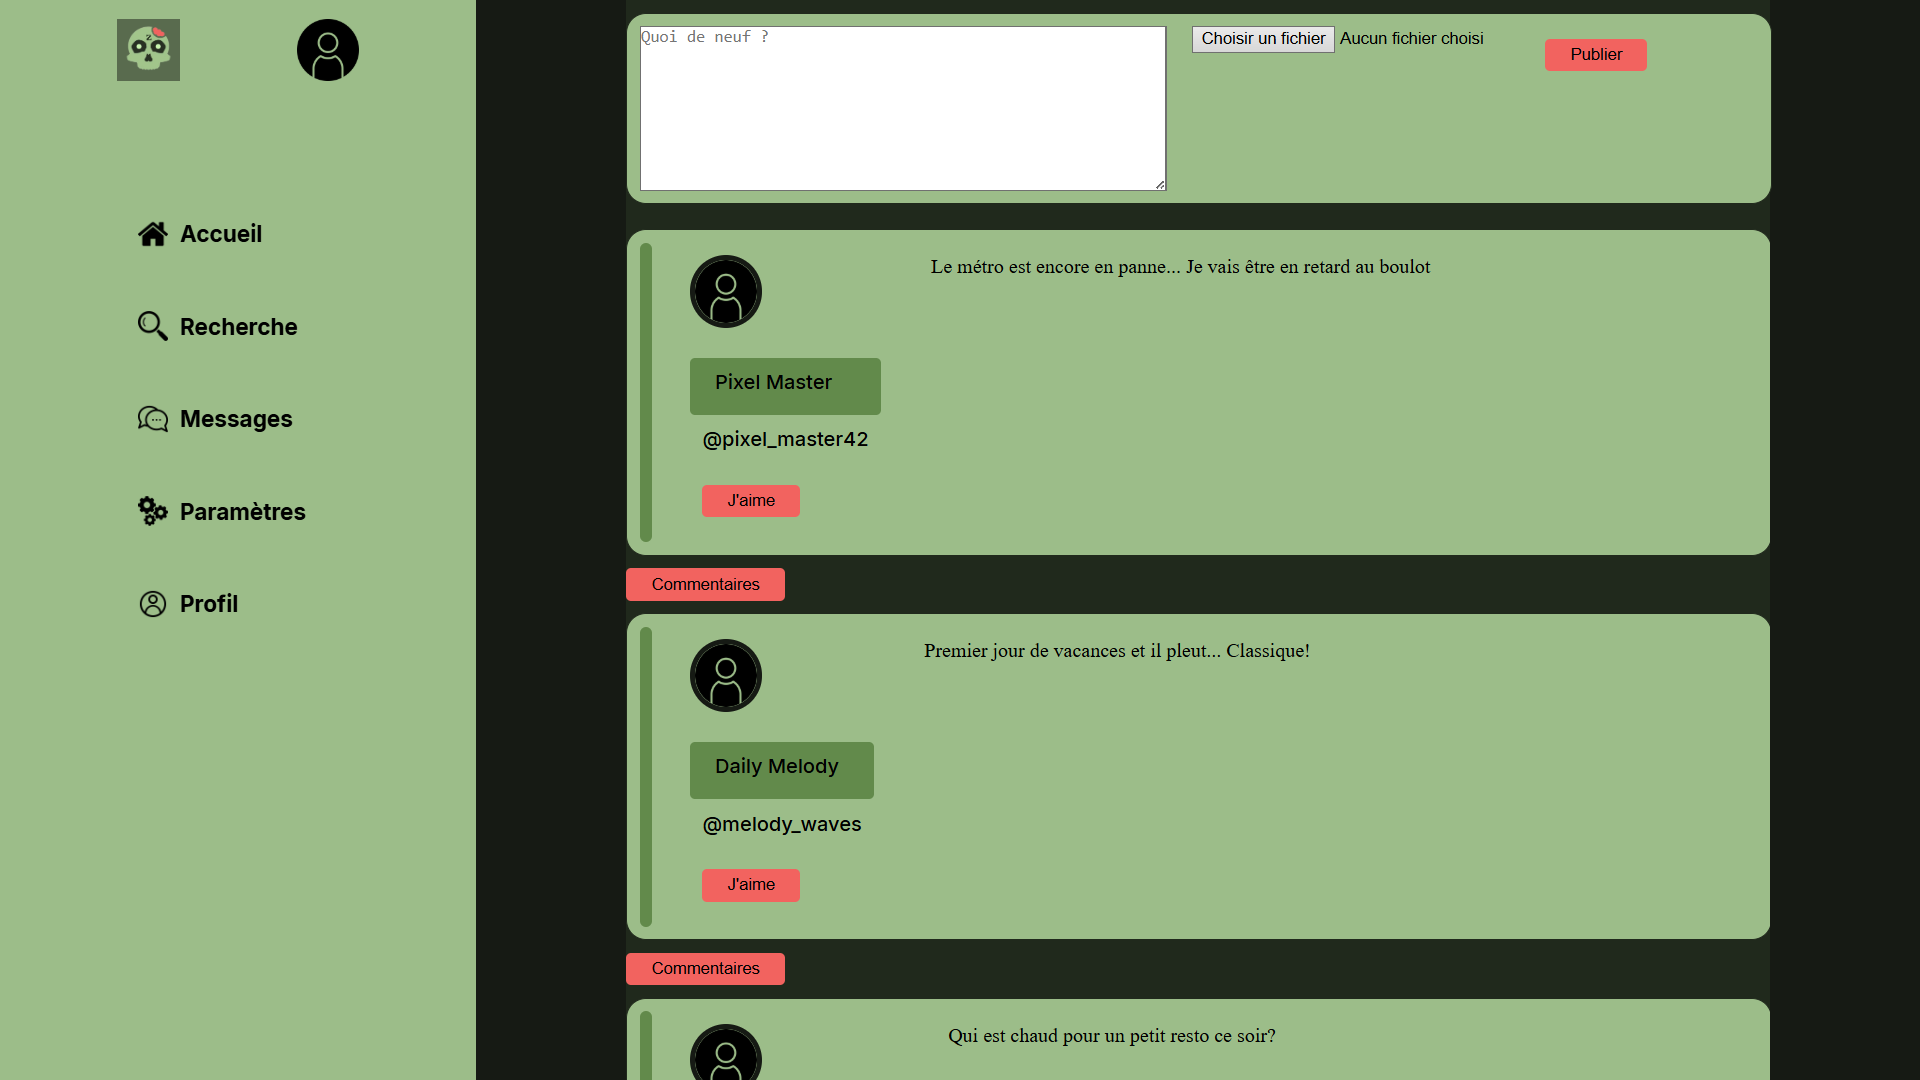 Z
Accueil
Recherche
Messages
Paramètres
Profil
Quoi de neuf ?
Choisir un fichier Aucun fichier choisi
Publier
Le métro est encore en panne... Je vais être en retard au boulot
Pixel Master
@pixel_master42
J'aime
Commentaires
Premier jour de vacances et il pleut... Classique!
Daily Melody
@melody_waves
J'aime
Commentaires
Qui est chaud pour un petit resto ce soir?